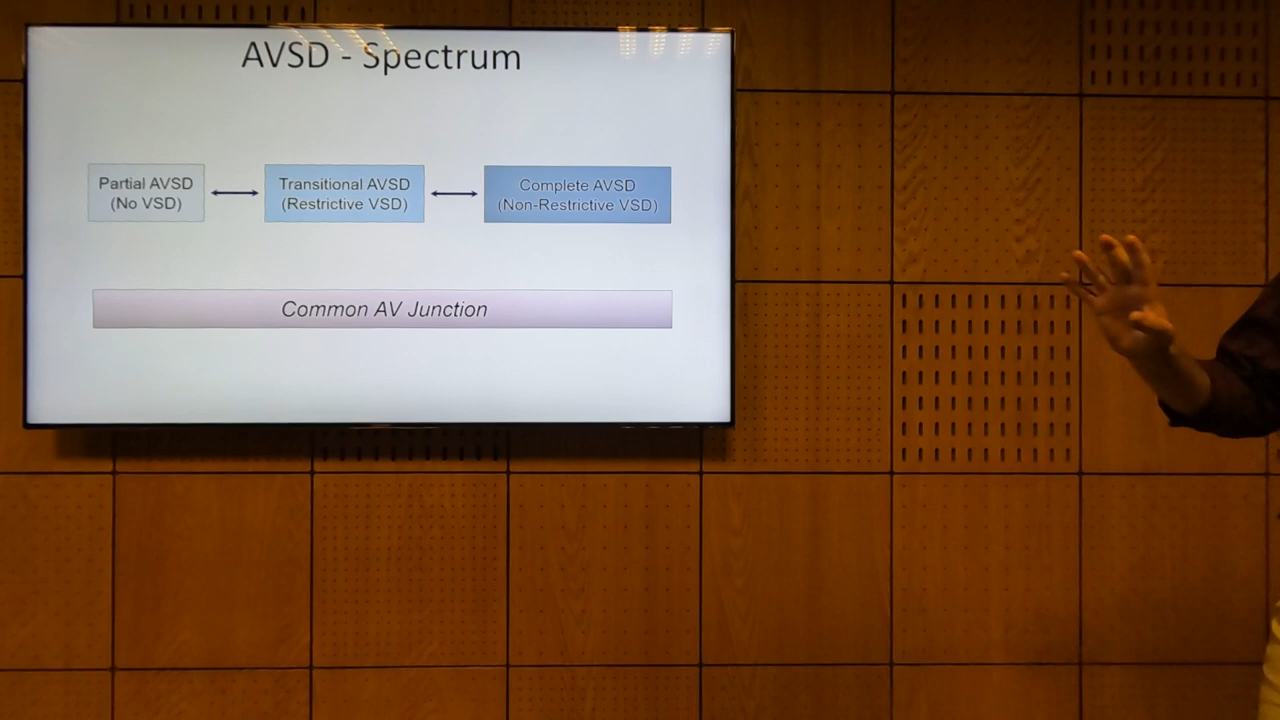 AVSD - Spectrum
Partial AVSD
(No VSD)
Transitional AVSD
(Restrictive VSD)
Complete AVSD
(Non-Restrictive VSD)
Common AV Junction